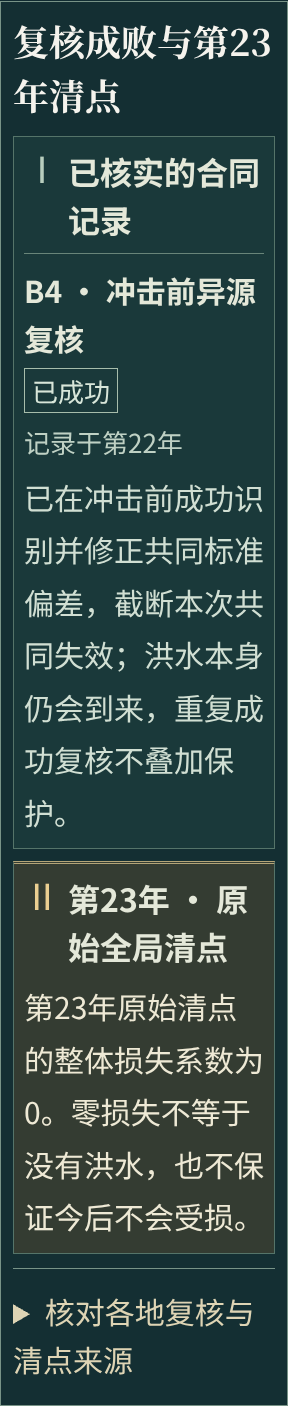 复核成败与第23
年清点
I 已核实的合同
记录
B4 · 冲击前异源
复核
已成功
记录于第22年
已在冲击前成功识
别并修正共同标准
偏差，截断本次共
同失效；洪水本身
仍会到来，重复成
功复核不叠加保
护。
II 第23年 · 原
始全局清点
第23年原始清点
的整体损失系数为
0。零损失不等于
没有洪水，也不保
证今后不会受损。
▶ 核对各地复核与
清点来源